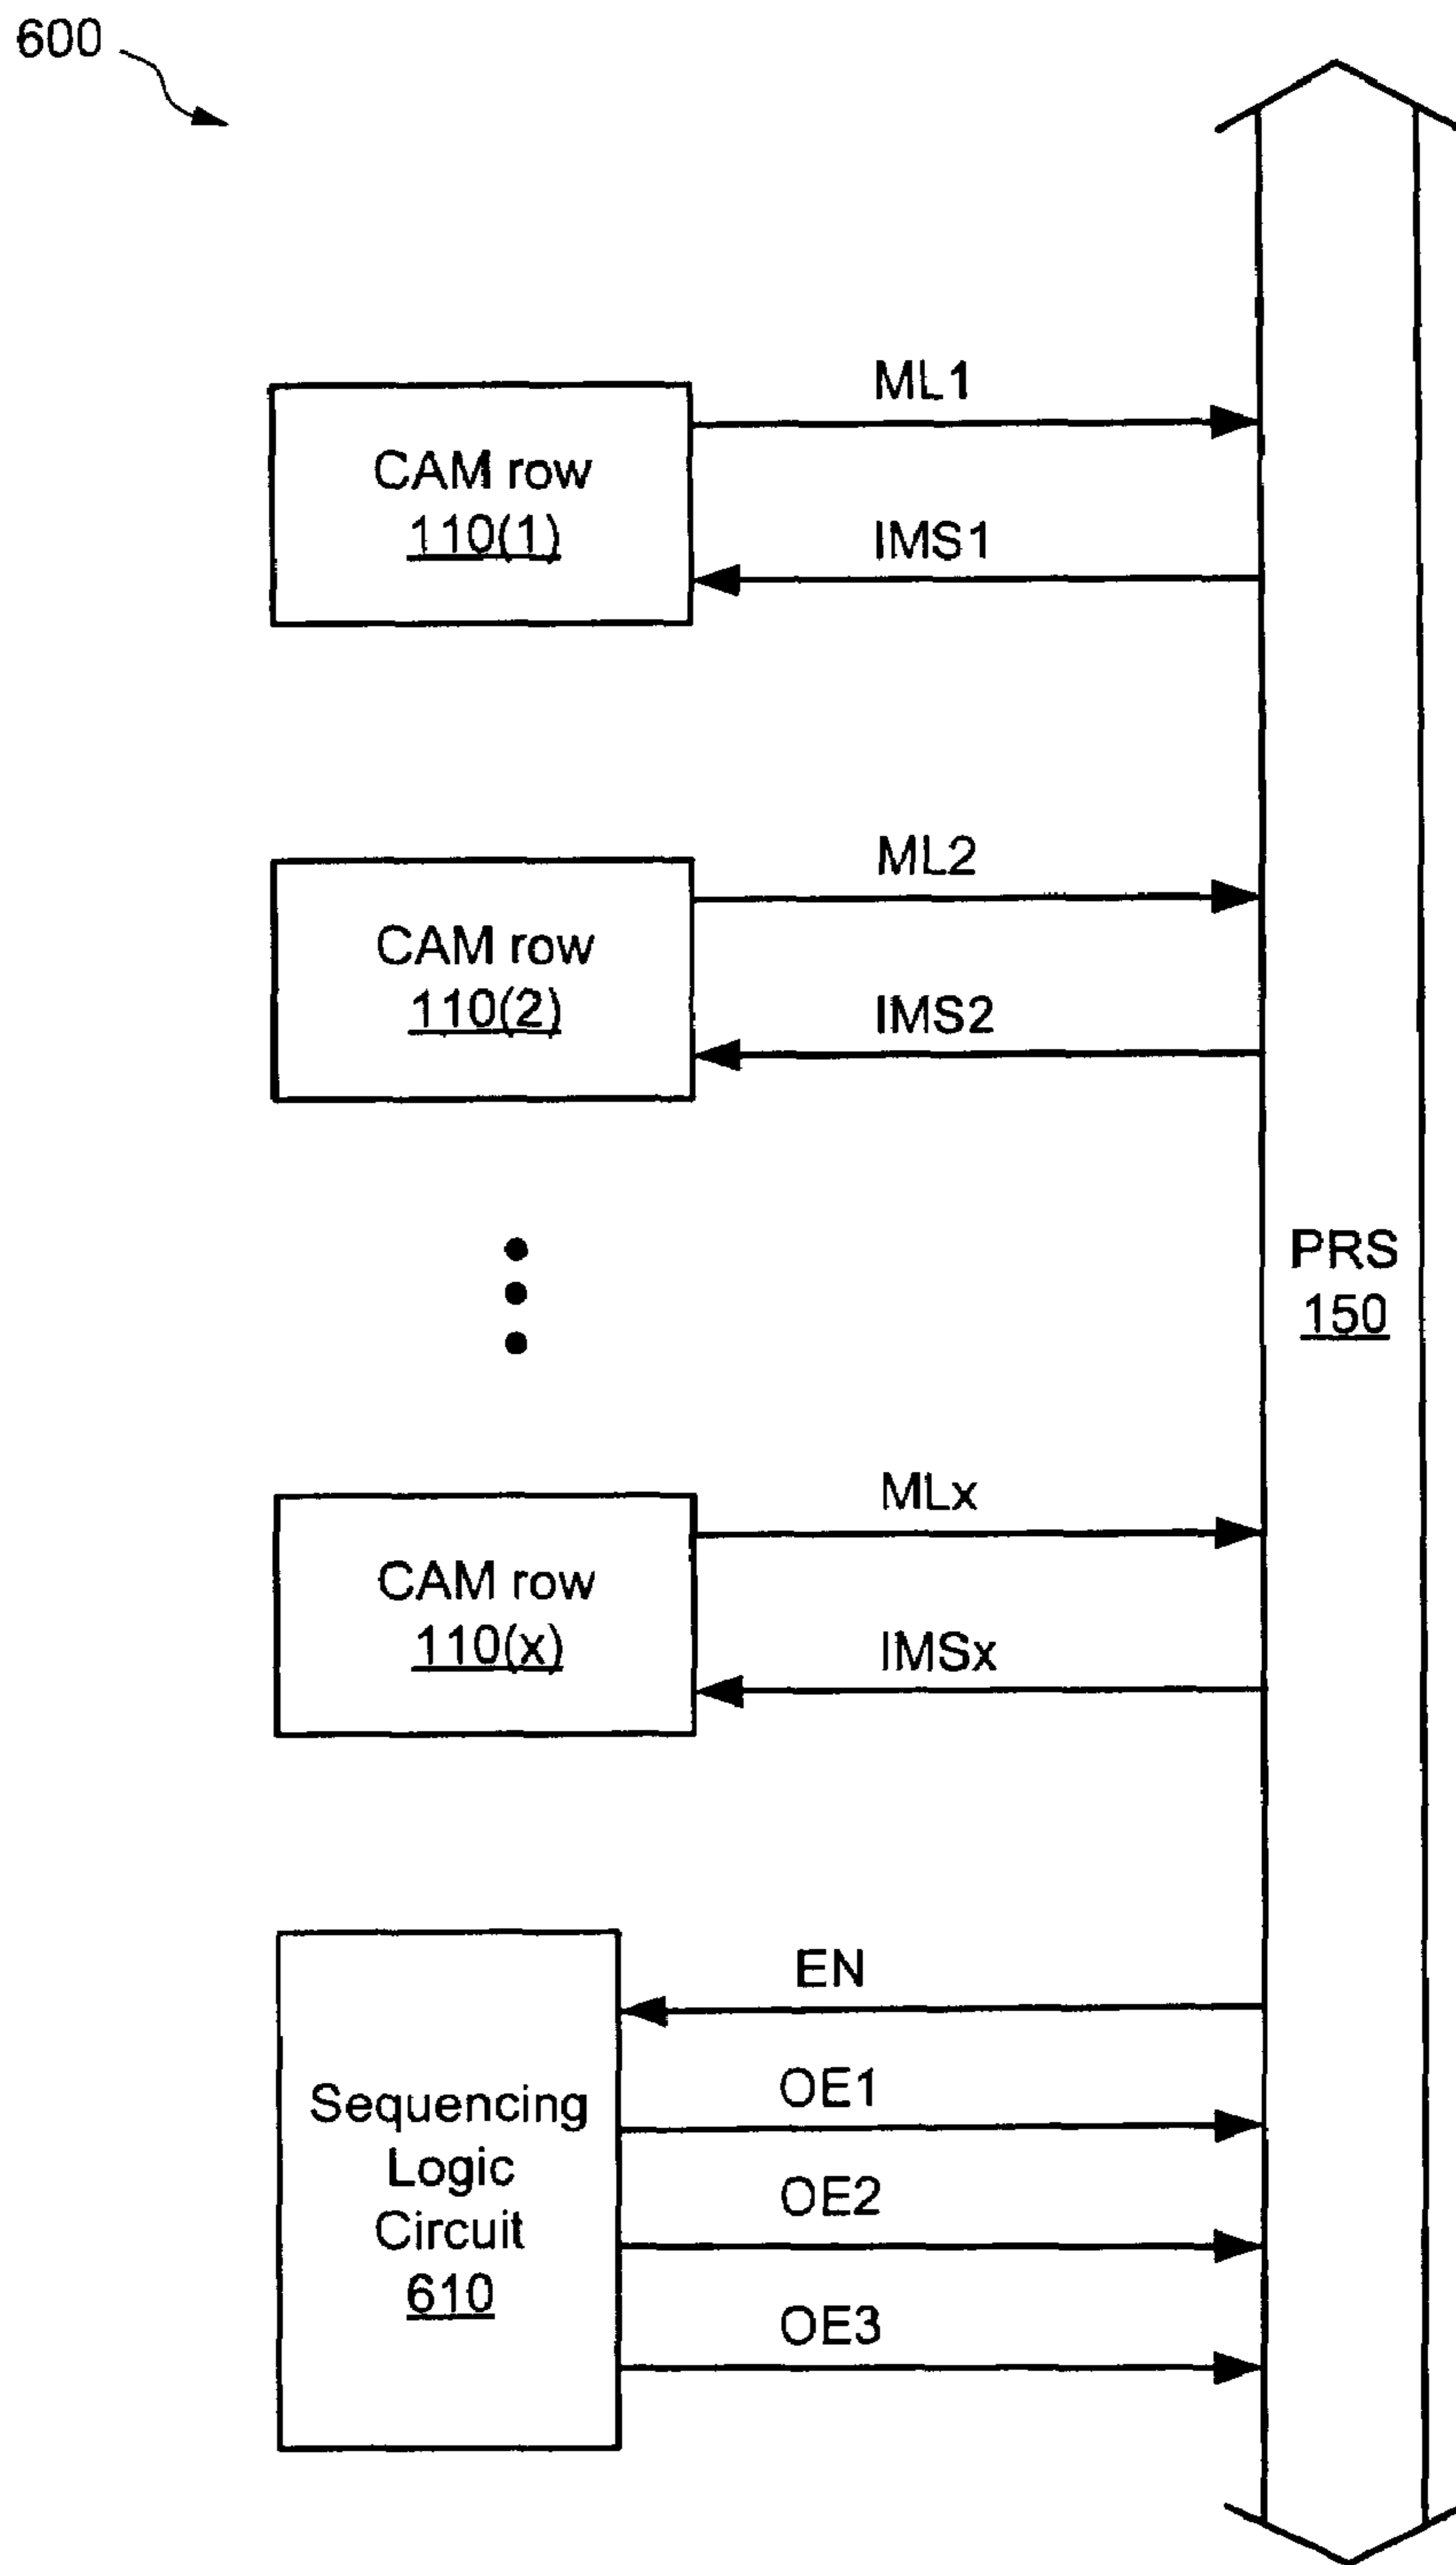 600
ML1
CAM row
110(1)
IMS1
ML2
CAM row
110(2)
IMS2
PRS
150
MLx
CAM row
110(x)
IMSx
EN
OE1
Sequencing
Logic
Circuit
610
OE2
OE3